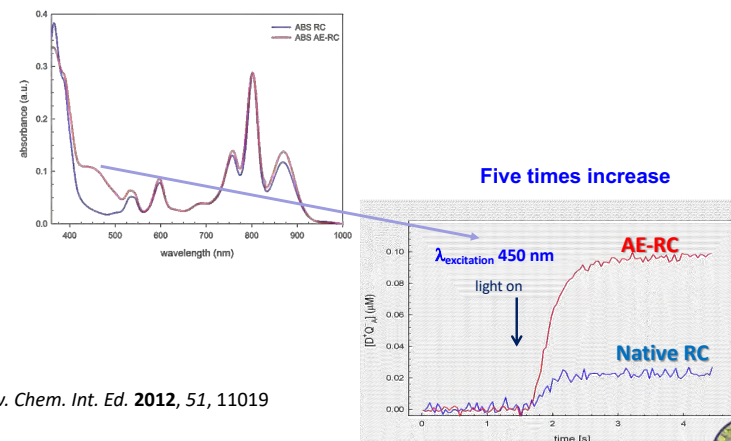 0.4
0.3
0.2
0.1
0.0
absorbance (a.u.)
ABS RC
ABS AE-RC
400 500 600 700 800 900 1000
wavelength (nm)
Five times increase
0.10
0.08
0.06
0.04
0.02
0.00
λexcitation 450 nm
light on
AE-RC
Native RC
0 1 2 3 4
time [s]
Chem. Int. Ed. 2012, 51, 11019